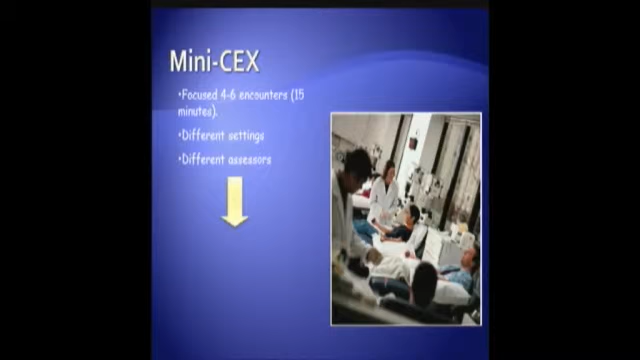 Mini-CEX
•Focused 4-6 encounters (15
minutes).
•Different settings
•Different assessors